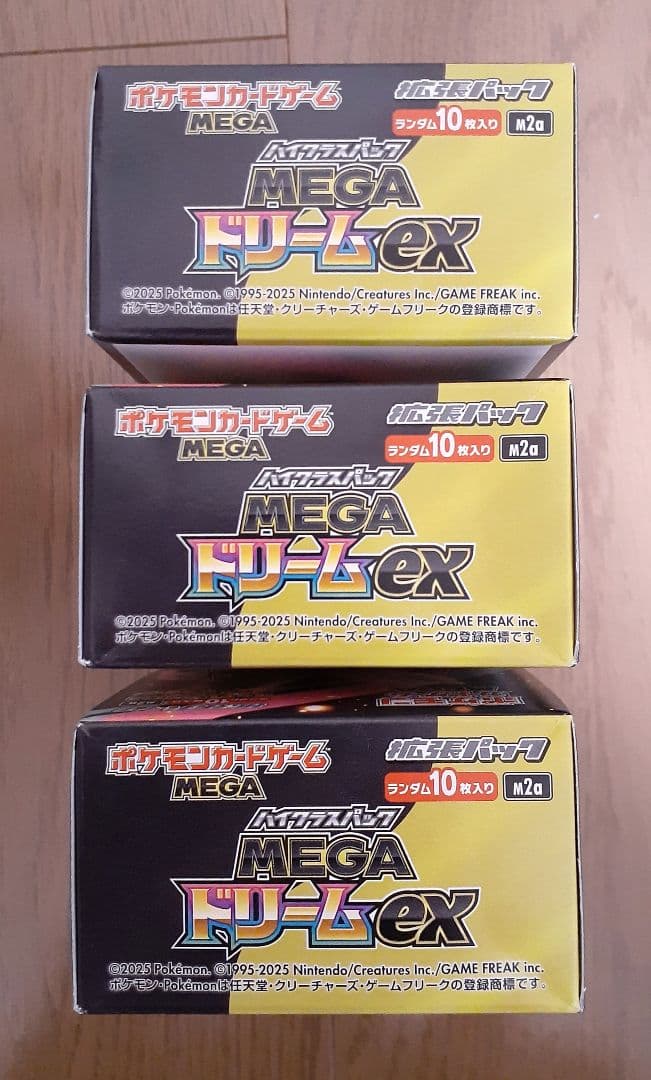 ポケモンカードゲーム
MEGA
拡張パック
ランダム10枚入り M2a
ハイクラスパック
MEGA
ドリームex
©2025 Pokémon. ©1995-2025 Nintendo/Creatures Inc./GAME FREAK inc.
ポケモン・Pokémonは任天堂・クリーチャーズ・ゲームフリークの登録商標です。
ポケモンカードゲーム
MEGA
拡張パック
ランダム10枚入り M2a
ハイクラスパック
MEGA
ドリームex
©2025 Pokémon. ©1995-2025 Nintendo/Creatures Inc./GAME FREAK inc.
ポケモン・Pokémonは任天堂・クリーチャーズ・ゲームフリークの登録商標です。
ポケモンカードゲーム
MEGA
拡張パック
ランダム10枚入り M2a
ハイクラスパック
MEGA
ドリームex
©2025 Pokémon. ©1995-2025 Nintendo/Creatures Inc./GAME FREAK inc.
ポケモン・Pokémonは任天堂・クリーチャーズ・ゲームフリークの登録商標です。